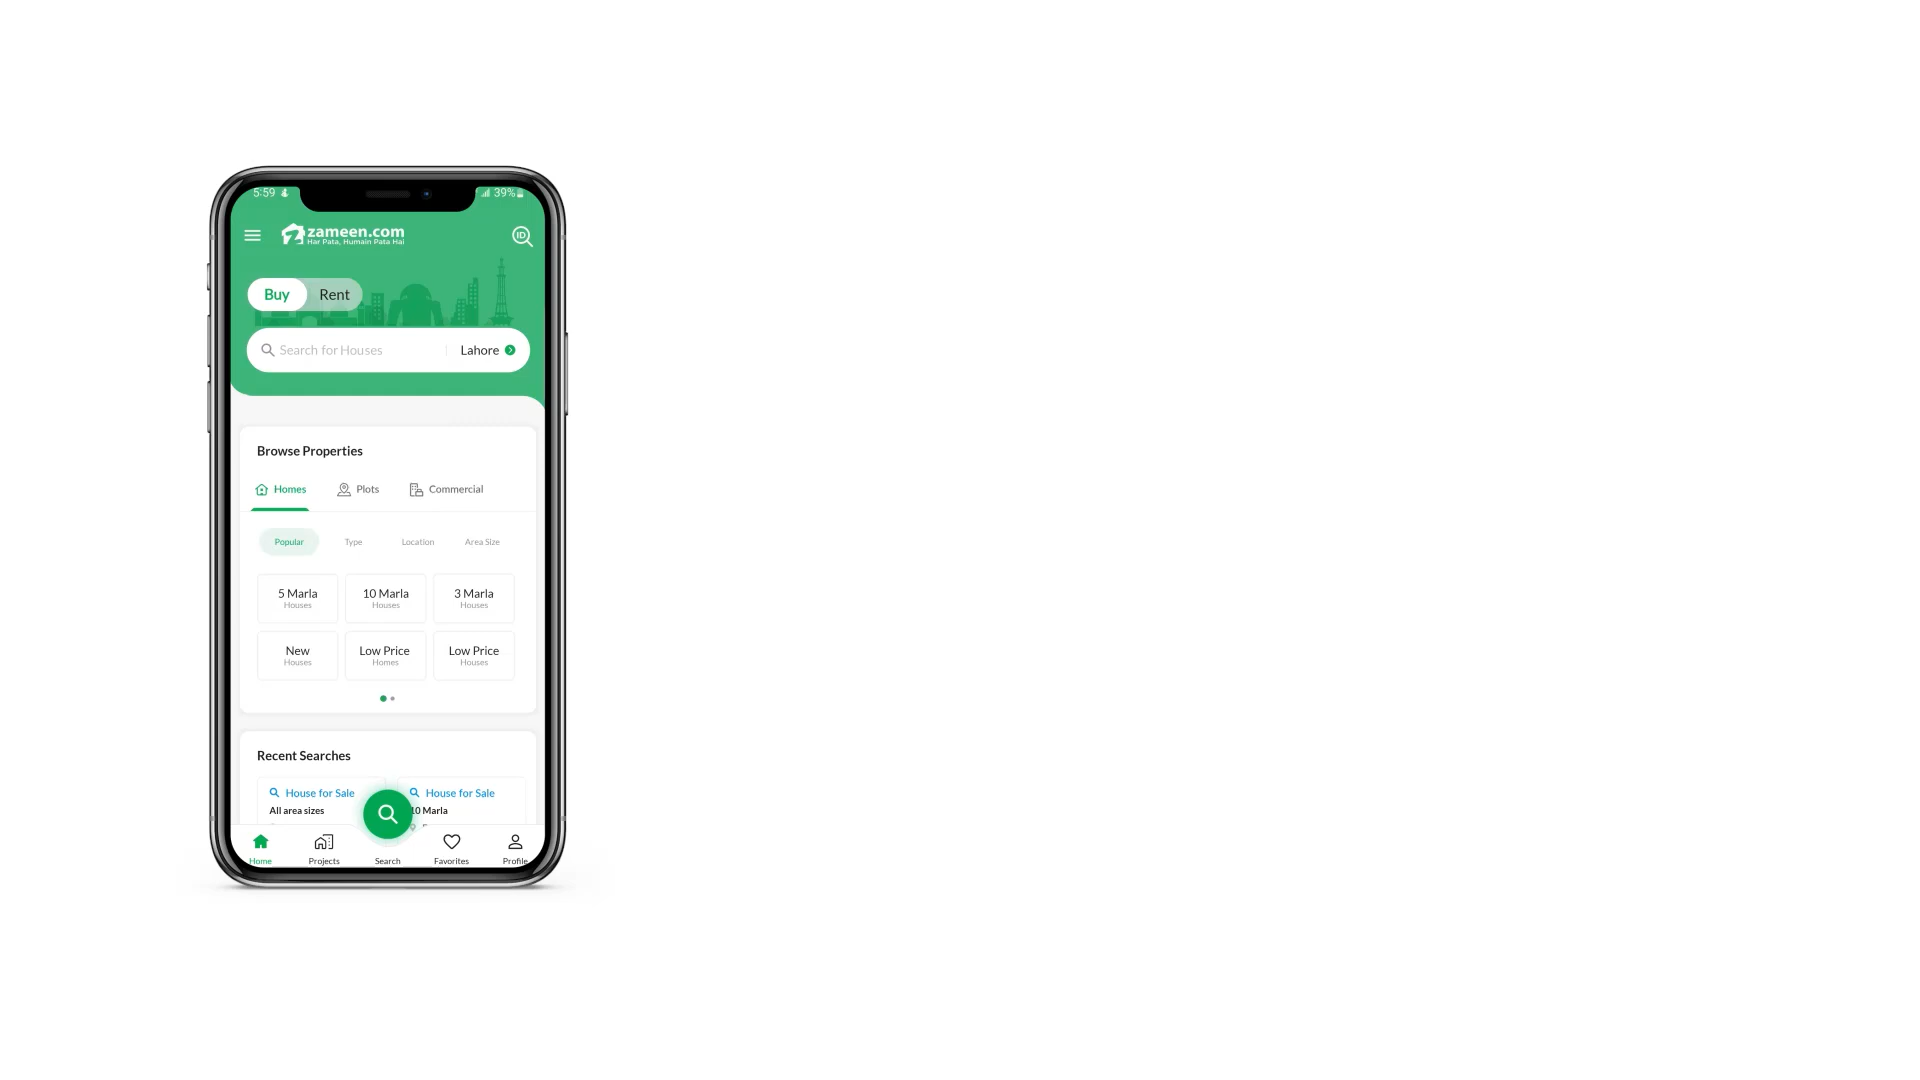 5:59
39%
zameen.com
Har Pata, Humain Pata Hai
ID
Buy Rent
Search for Houses Lahore
Browse Properties
Homes Plots Commercial
Popular Type Location Area Size
5 Marla 10 Marla 3 Marla
Houses Houses Houses
New Low Price Low Price
Houses Homes Houses
Recent Searches
House for Sale House for Sale
All area sizes 10 Marla
Home Projects Search Favorites Profile